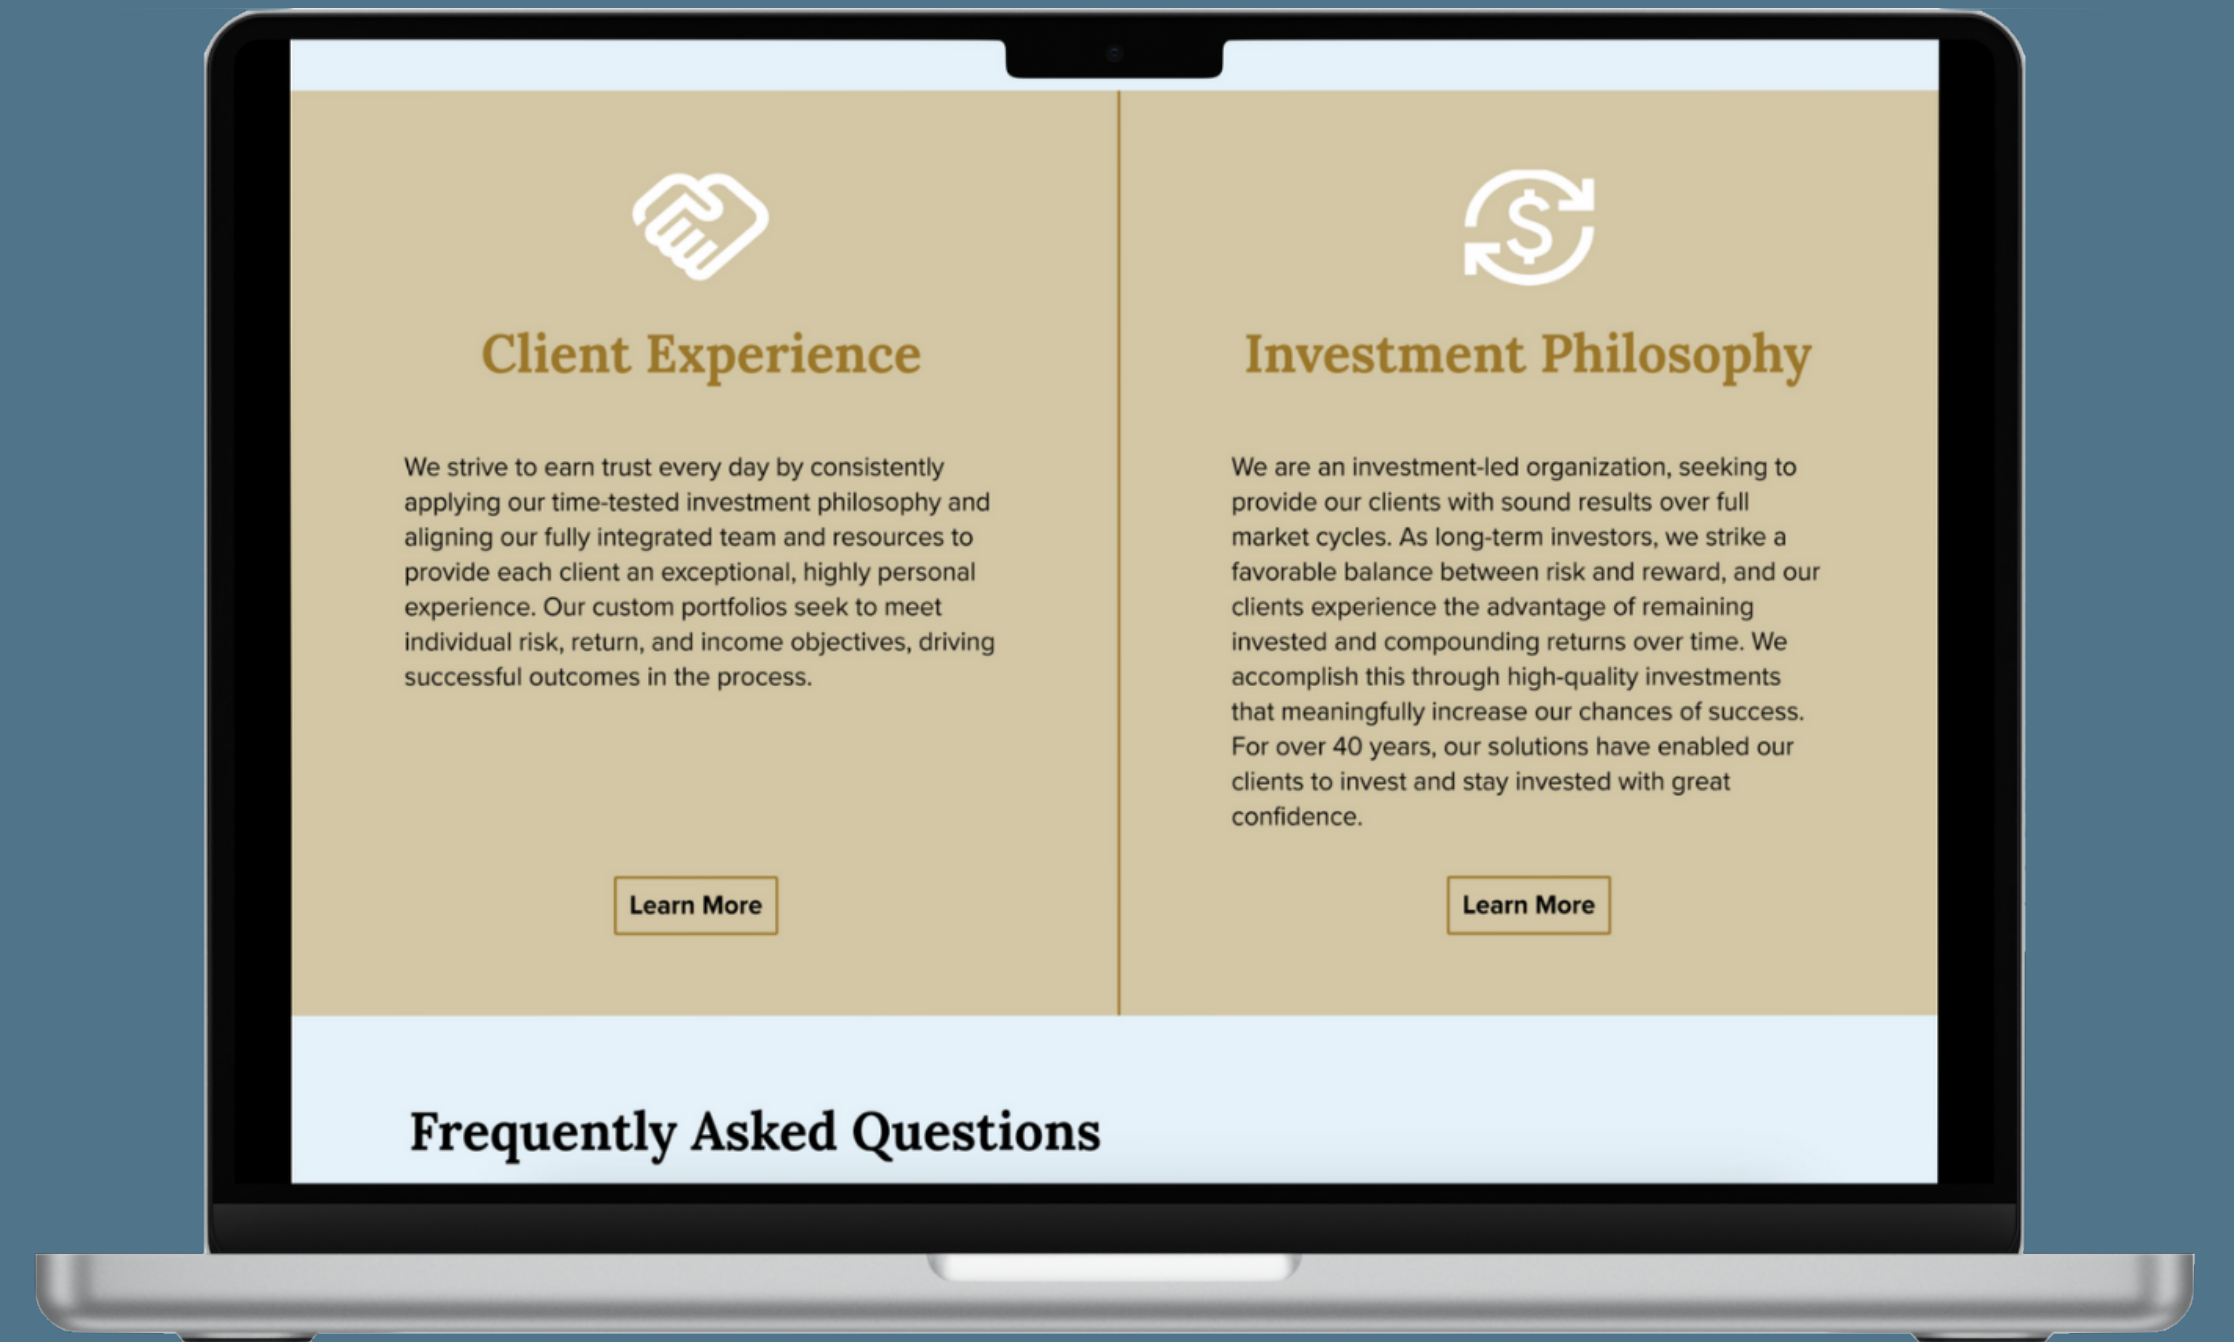 Client Experience
We strive to earn trust every day by consistently
applying our time-tested investment philosophy and
aligning our fully integrated team and resources to
provide each client an exceptional, highly personal
experience. Our custom portfolios seek to meet
individual risk, return, and income objectives, driving
successful outcomes in the process.
Learn More
Investment Philosophy
We are an investment-led organization, seeking to
provide our clients with sound results over full
market cycles. As long-term investors, we strike a
favorable balance between risk and reward, and our
clients experience the advantage of remaining
invested and compounding returns over time. We
accomplish this through high-quality investments
that meaningfully increase our chances of success.
For over 40 years, our solutions have enabled our
clients to invest and stay invested with great
confidence.
Learn More
Frequently Asked Questions